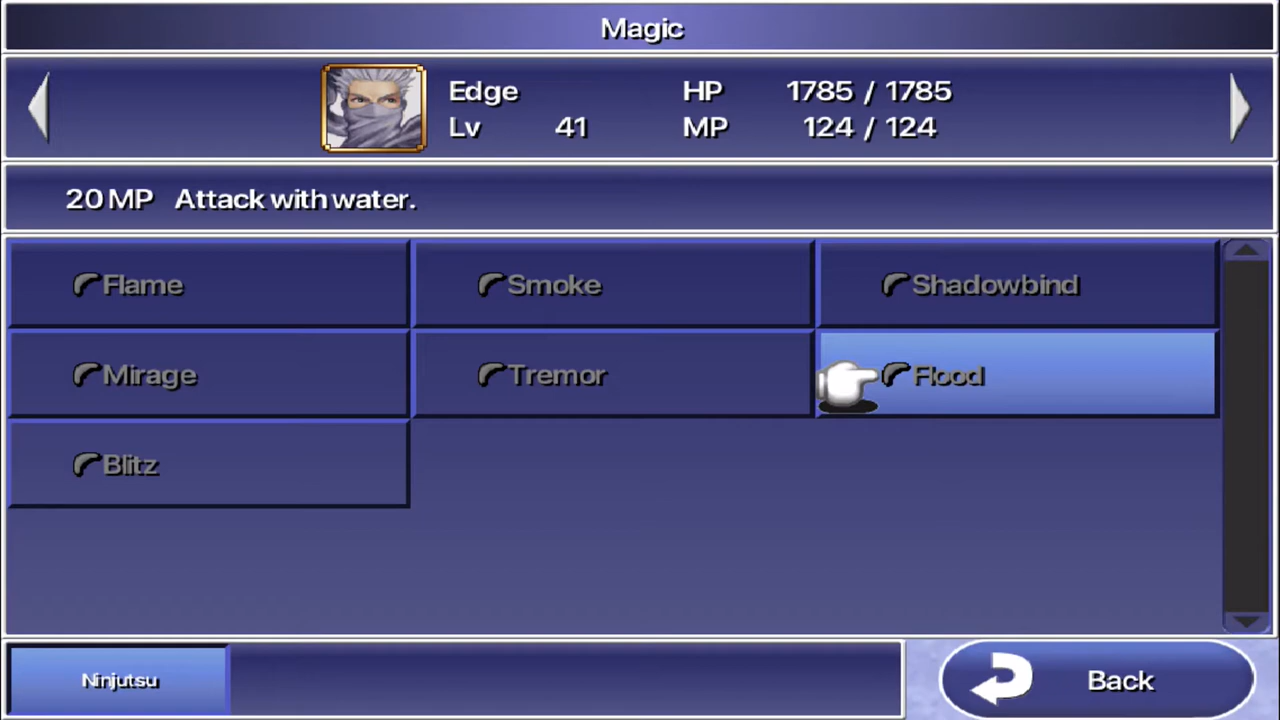 Magic
Edge HP 1785 / 1785
Lv 41 MP 124 / 124
20 MP Attack with water.
Flame Smoke Shadowbind
Mirage Tremor Flood
Blitz
Ninjutsu Back